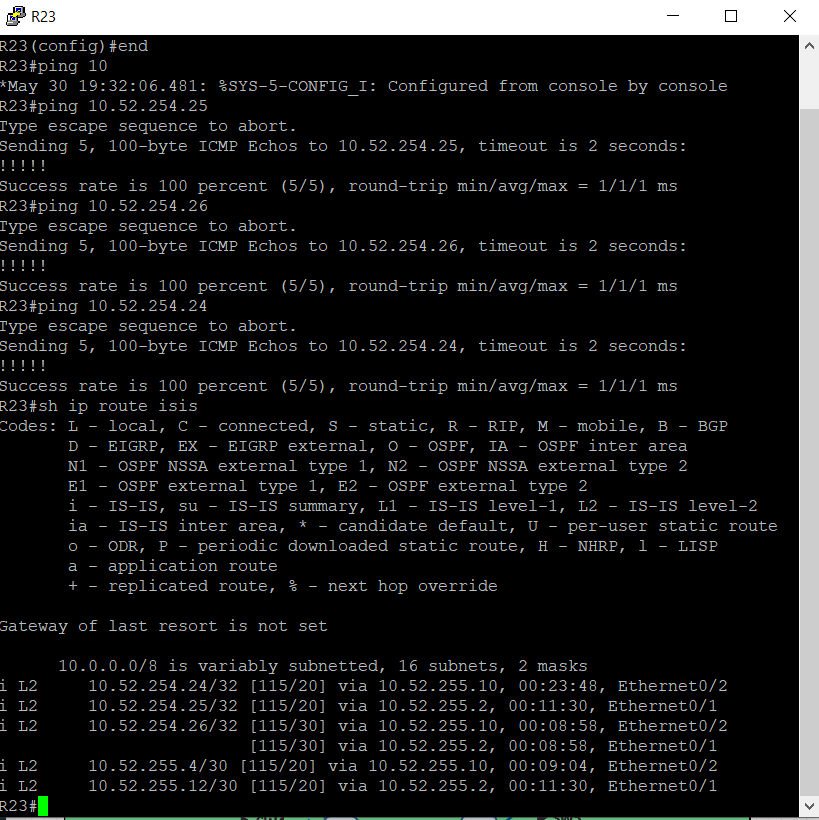 R23
R23(config)#end
R23#ping 10
*May 30 19:32:06.481: %SYS-5-CONFIG_I: Configured from console by console
R23#ping 10.52.254.25
Type escape sequence to abort.
Sending 5, 100-byte ICMP Echos to 10.52.254.25, timeout is 2 seconds:
!!!!!
Success rate is 100 percent (5/5), round-trip min/avg/max = 1/1/1 ms
R23#ping 10.52.254.26
Type escape sequence to abort.
Sending 5, 100-byte ICMP Echos to 10.52.254.26, timeout is 2 seconds:
!!!!!
Success rate is 100 percent (5/5), round-trip min/avg/max = 1/1/1 ms
R23#ping 10.52.254.24
Type escape sequence to abort.
Sending 5, 100-byte ICMP Echos to 10.52.254.24, timeout is 2 seconds:
!!!!!
Success rate is 100 percent (5/5), round-trip min/avg/max = 1/1/1 ms
R23#sh ip route isis
Codes: L - local, C - connected, S - static, R - RIP, M - mobile, B - BGP
       D - EIGRP, EX - EIGRP external, O - OSPF, IA - OSPF inter area
       N1 - OSPF NSSA external type 1, N2 - OSPF NSSA external type 2
       E1 - OSPF external type 1, E2 - OSPF external type 2
       i - IS-IS, su - IS-IS summary, L1 - IS-IS level-1, L2 - IS-IS level-2
       ia - IS-IS inter area, * - candidate default, U - per-user static route
       o - ODR, P - periodic downloaded static route, H - NHRP, l - LISP
       a - application route
       + - replicated route, % - next hop override
Gateway of last resort is not set
      10.0.0.0/8 is variably subnetted, 16 subnets, 2 masks
i L2     10.52.254.24/32 [115/20] via 10.52.255.10, 00:23:48, Ethernet0/2
i L2     10.52.254.25/32 [115/20] via 10.52.255.2, 00:11:30, Ethernet0/1
i L2     10.52.254.26/32 [115/30] via 10.52.255.10, 00:08:58, Ethernet0/2
                         [115/30] via 10.52.255.2, 00:08:58, Ethernet0/1
i L2     10.52.255.4/30 [115/20] via 10.52.255.10, 00:09:04, Ethernet0/2
i L2     10.52.255.12/30 [115/20] via 10.52.255.2, 00:11:30, Ethernet0/1
R23#